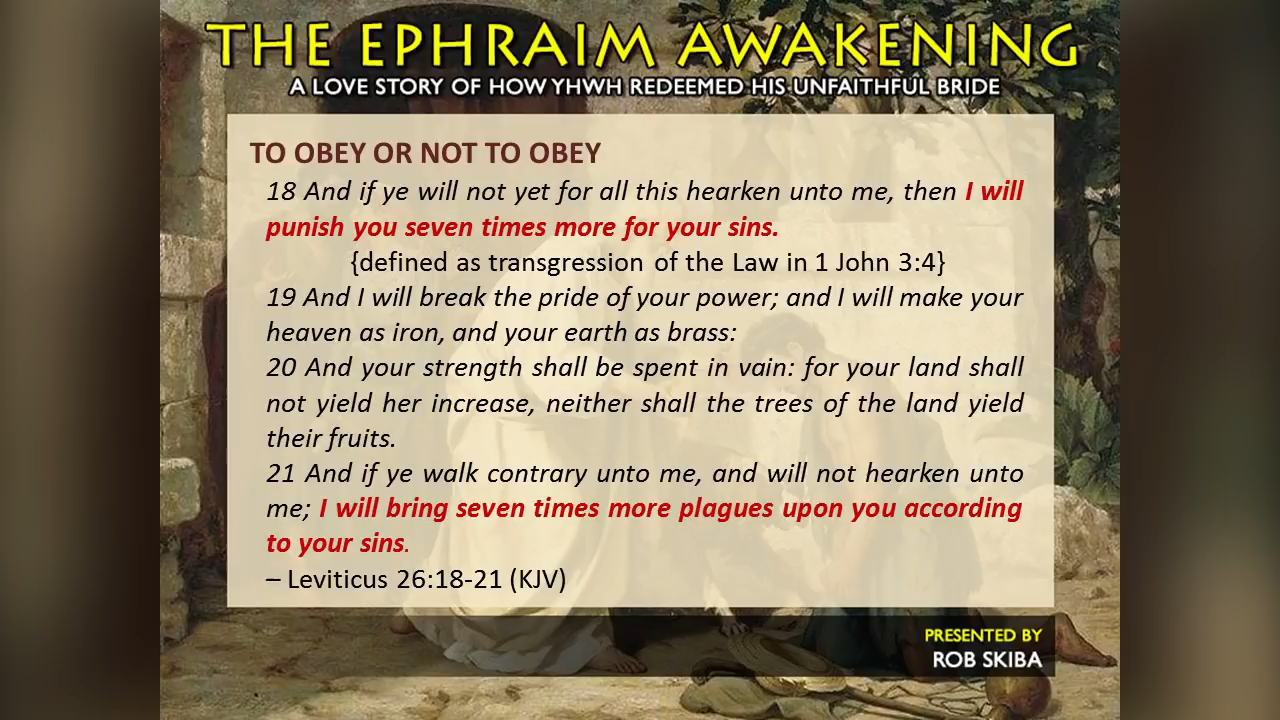 THE EPHRAIM AWAKENING
A LOVE STORY OF HOW YHWH REDEEMED HIS UNFAITHFUL BRIDE
TO OBEY OR NOT TO OBEY
18 And if ye will not yet for all this hearken unto me, then I will
punish you seven times more for your sins.
{defined as transgression of the Law in 1 John 3:4}
19 And I will break the pride of your power; and I will make your
heaven as iron, and your earth as brass:
20 And your strength shall be spent in vain: for your land shall
not yield her increase, neither shall the trees of the land yield
their fruits.
21 And if ye walk contrary unto me, and will not hearken unto
me; I will bring seven times more plagues upon you according
to your sins.
– Leviticus 26:18-21 (KJV)
PRESENTED BY
ROB SKIBA